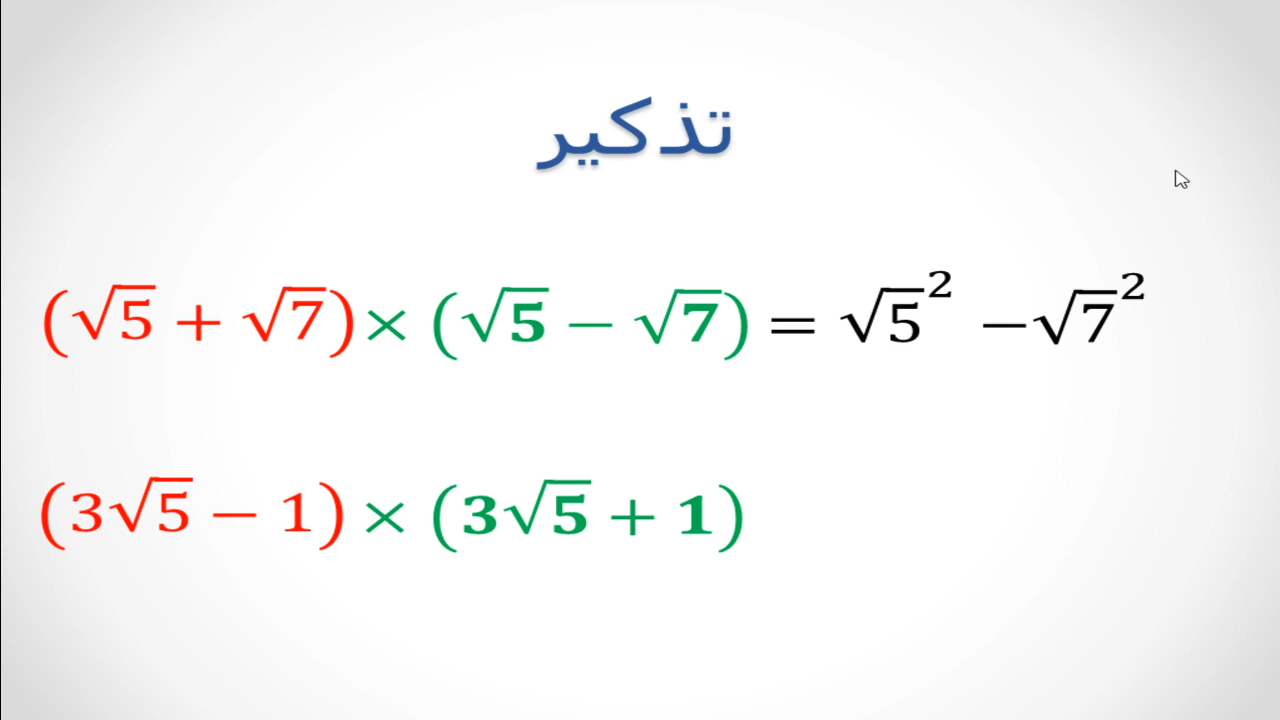 تذكير
(√5 + √7) × (√5 − √7) = √5² − √7²
(3√5 − 1) × (3√5 + 1)